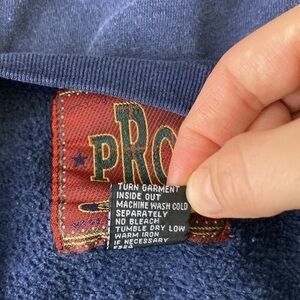 PRO
TURN GARMENT
INSIDE OUT
MACHINE WASH COLD
SEPARATELY
NO BLEACH
TUMBLE DRY LOW
WARM IRON
IF NECESSARY